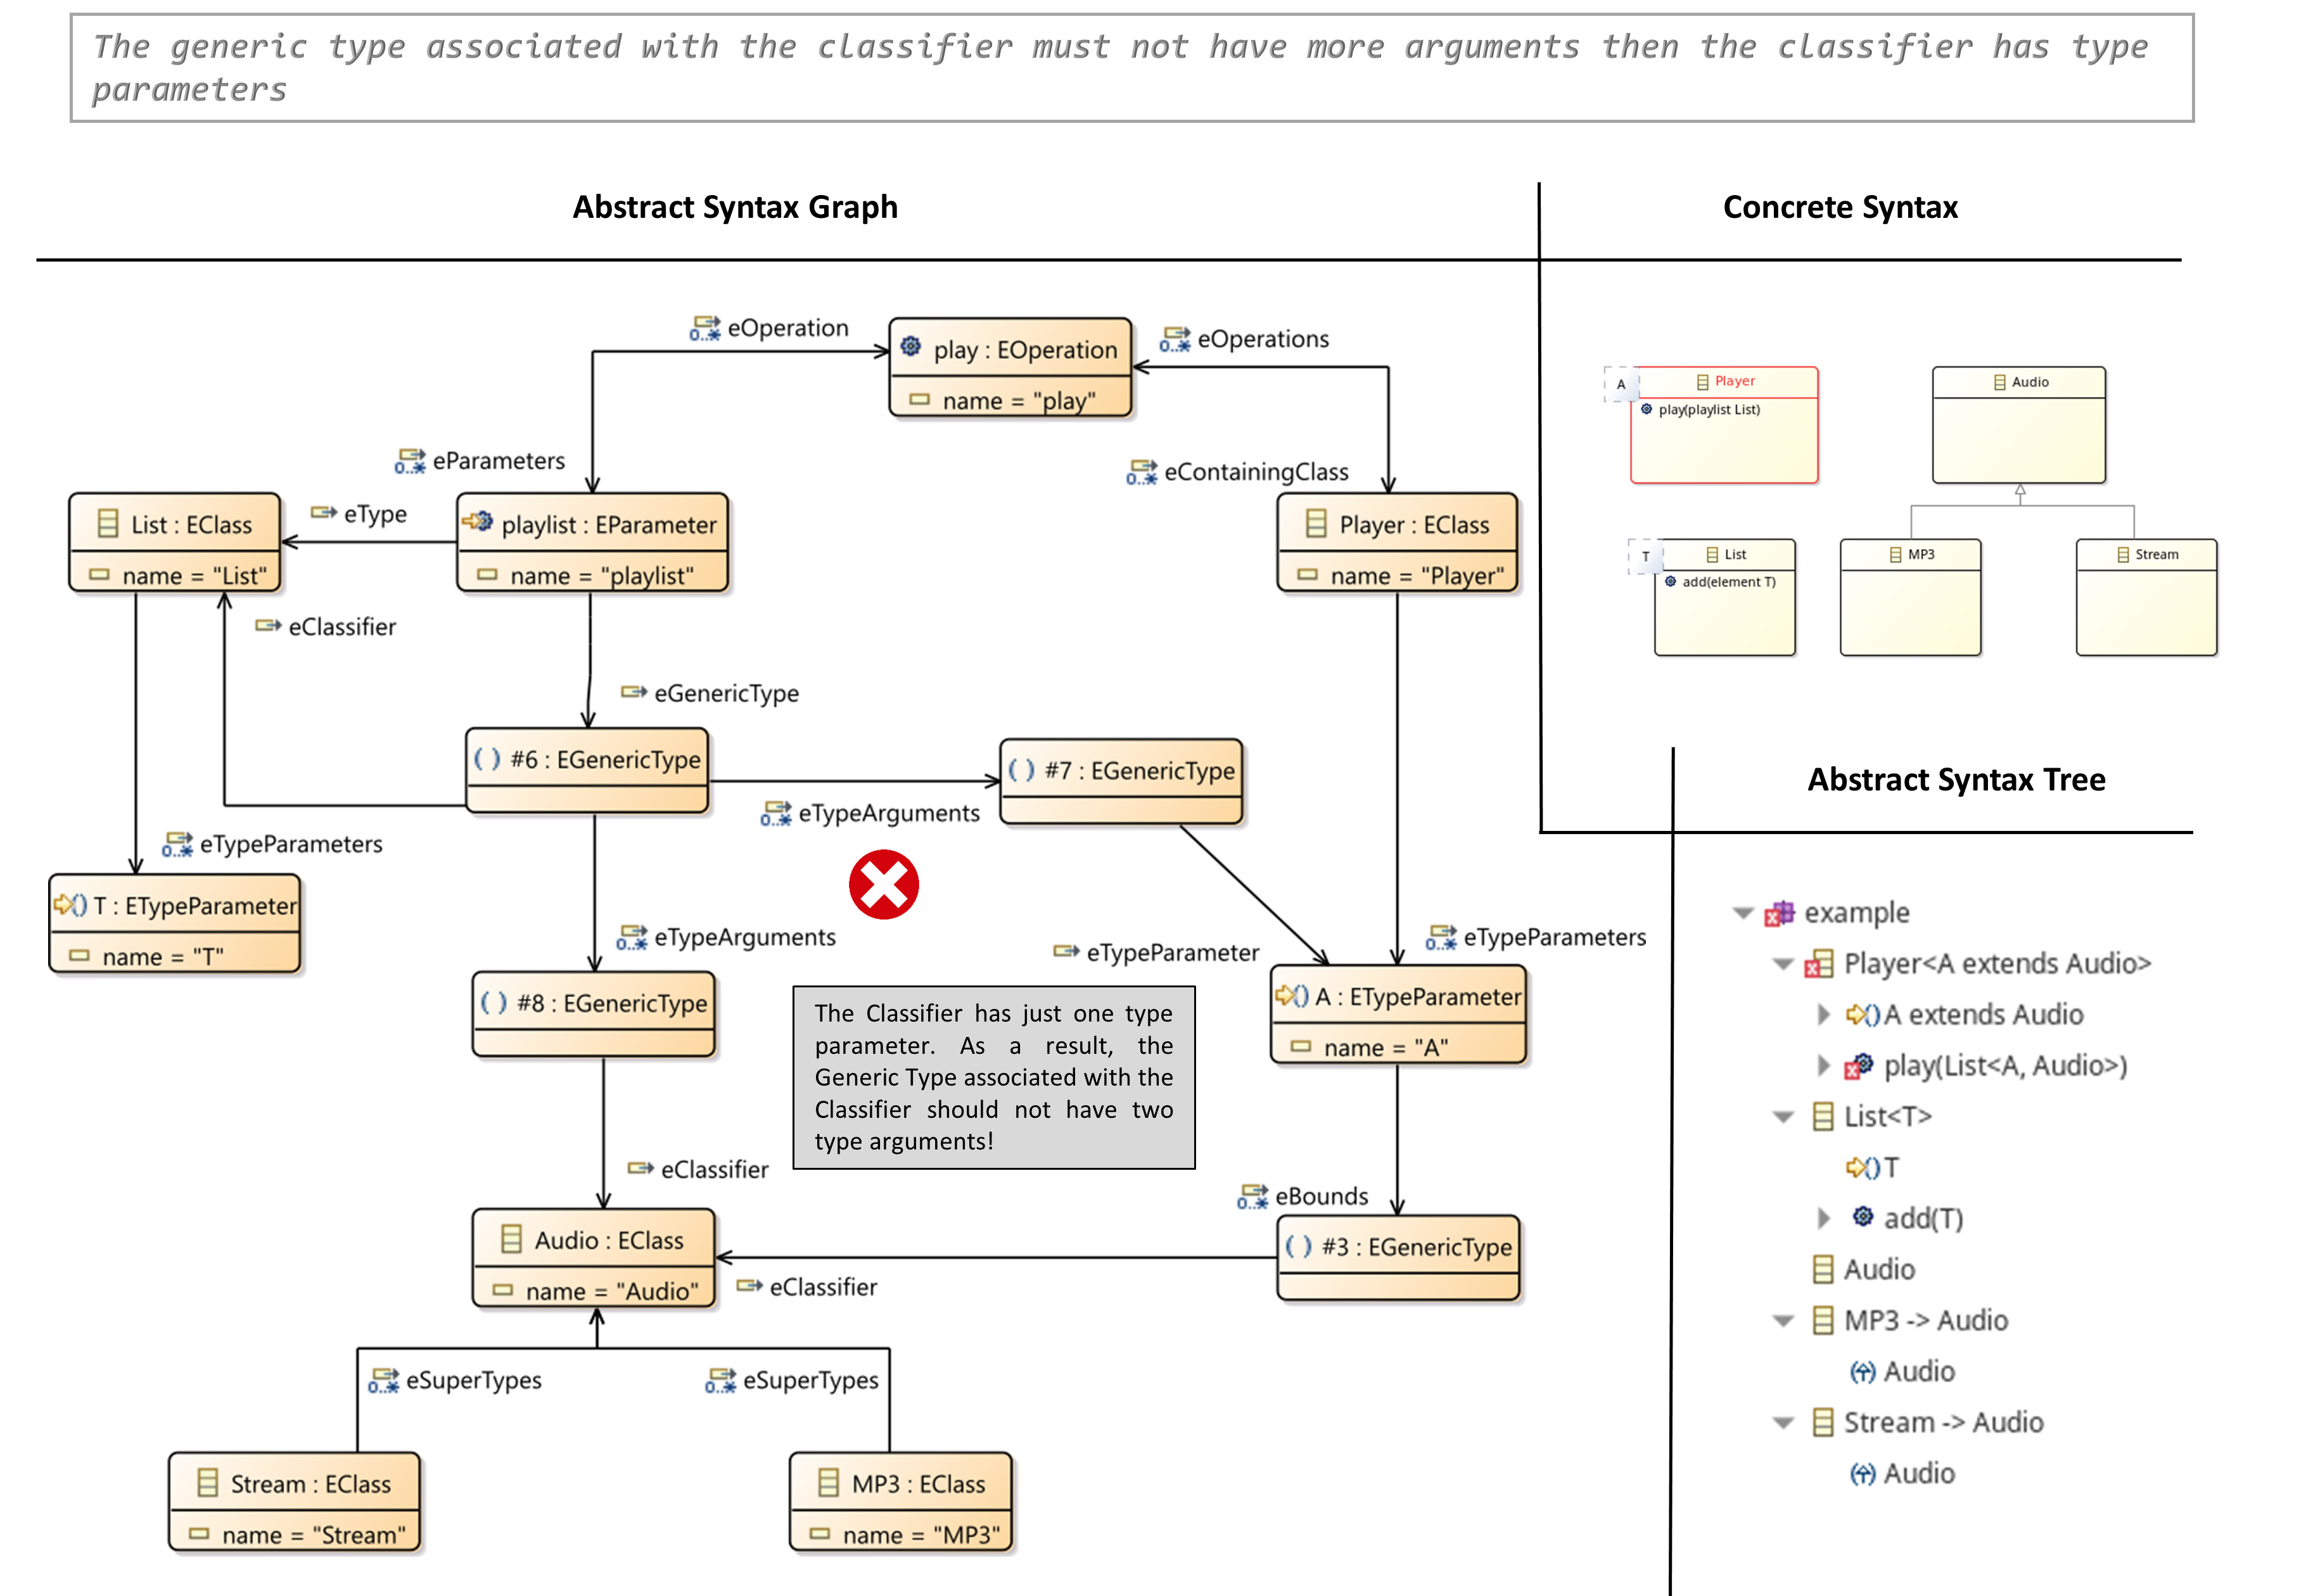 The generic type associated with the classifier must not have more arguments then the classifier has type
parameters
Abstract Syntax Graph
eOperation
play : EOperation
name = "play"
eOperations
eParameters
eContainingClass
List : EClass
name = "List"
eType
playlist : EParameter
name = "playlist"
Player : EClass
name = "Player"
eClassifier
eGenericType
#6 : EGenericType
eTypeArguments
#7 : EGenericType
eTypeParameters
T : ETypeParameter
name = "T"
eTypeArguments
eTypeParameter
eTypeParameters
#8 : EGenericType
The Classifier has just one type
parameter. As a result, the
Generic Type associated with the
Classifier should not have two
type arguments!
A : ETypeParameter
name = "A"
eClassifier
eBounds
Audio : EClass
name = "Audio"
eClassifier
#3 : EGenericType
eSuperTypes
eSuperTypes
Stream : EClass
name = "Stream"
MP3 : EClass
name = "MP3"
Concrete Syntax
A
Player
play(playlist List)
Audio
T
List
add(element T)
MP3
Stream
Abstract Syntax Tree
example
Player<A extends Audio>
A extends Audio
play(List<A, Audio>)
List<T>
T
add(T)
Audio
MP3 -> Audio
Audio
Stream -> Audio
Audio